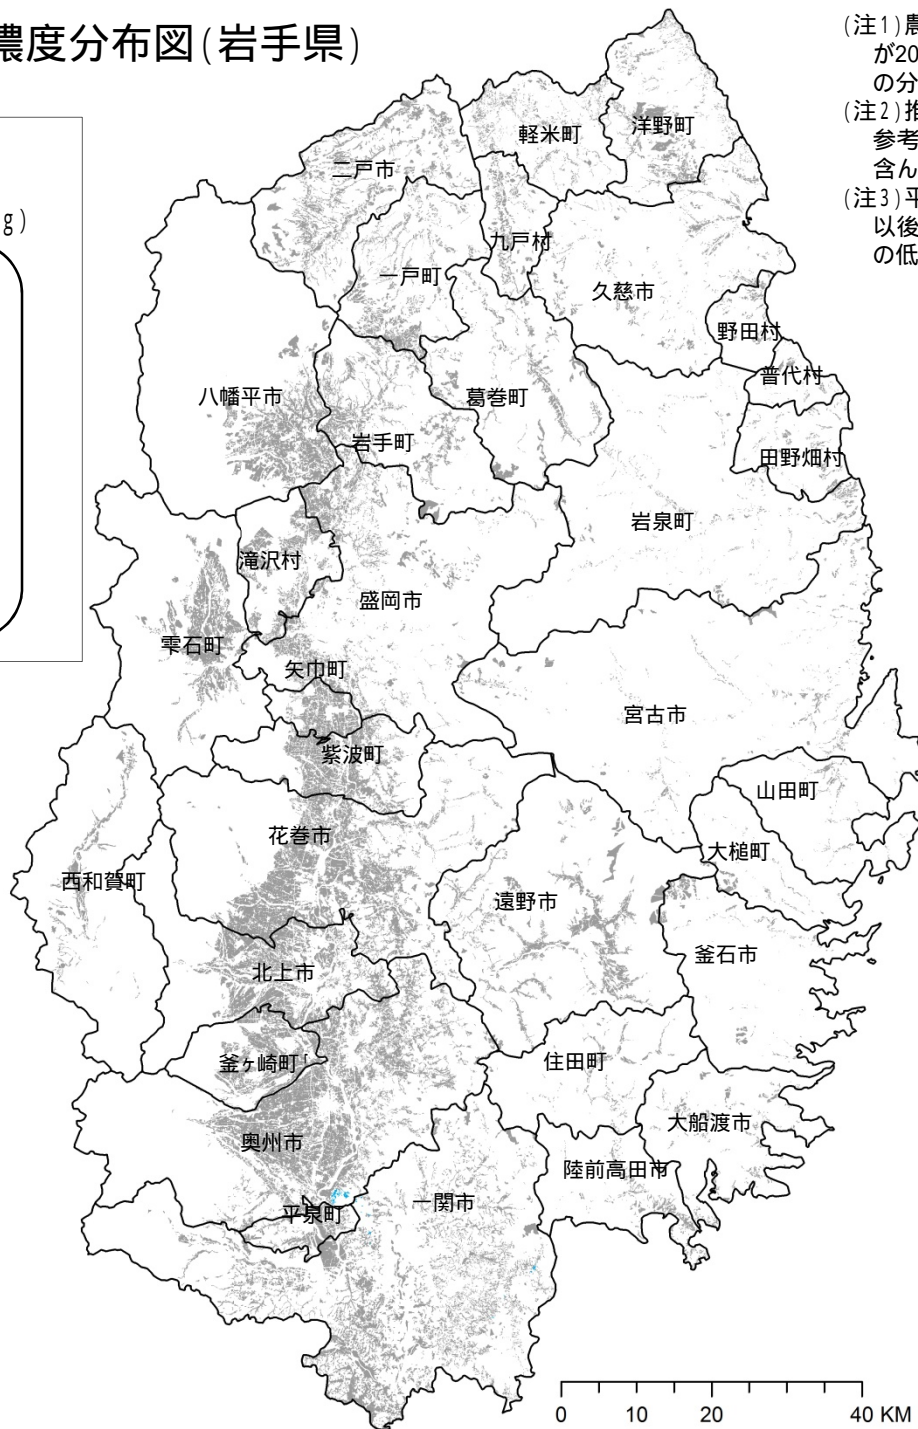 濃度分布図(岩手県)
(注1)農
が20
の分
(注2)推
参考
含ん
(注3)平
以後
の低
g)
洋野町
軽米町
二戸市
九戸村
一戸町
久慈市
野田村
普代村
八幡平市
葛巻町
岩手町
田野畑村
岩泉町
滝沢村
盛岡市
雫石町
矢巾町
宮古市
紫波町
山田町
花巻市
大槌町
西和賀町
遠野市
釜石市
北上市
釜ヶ崎町
住田町
大船渡市
奥州市
陸前高田市
一関市
平泉町
0 10 20 40 KM